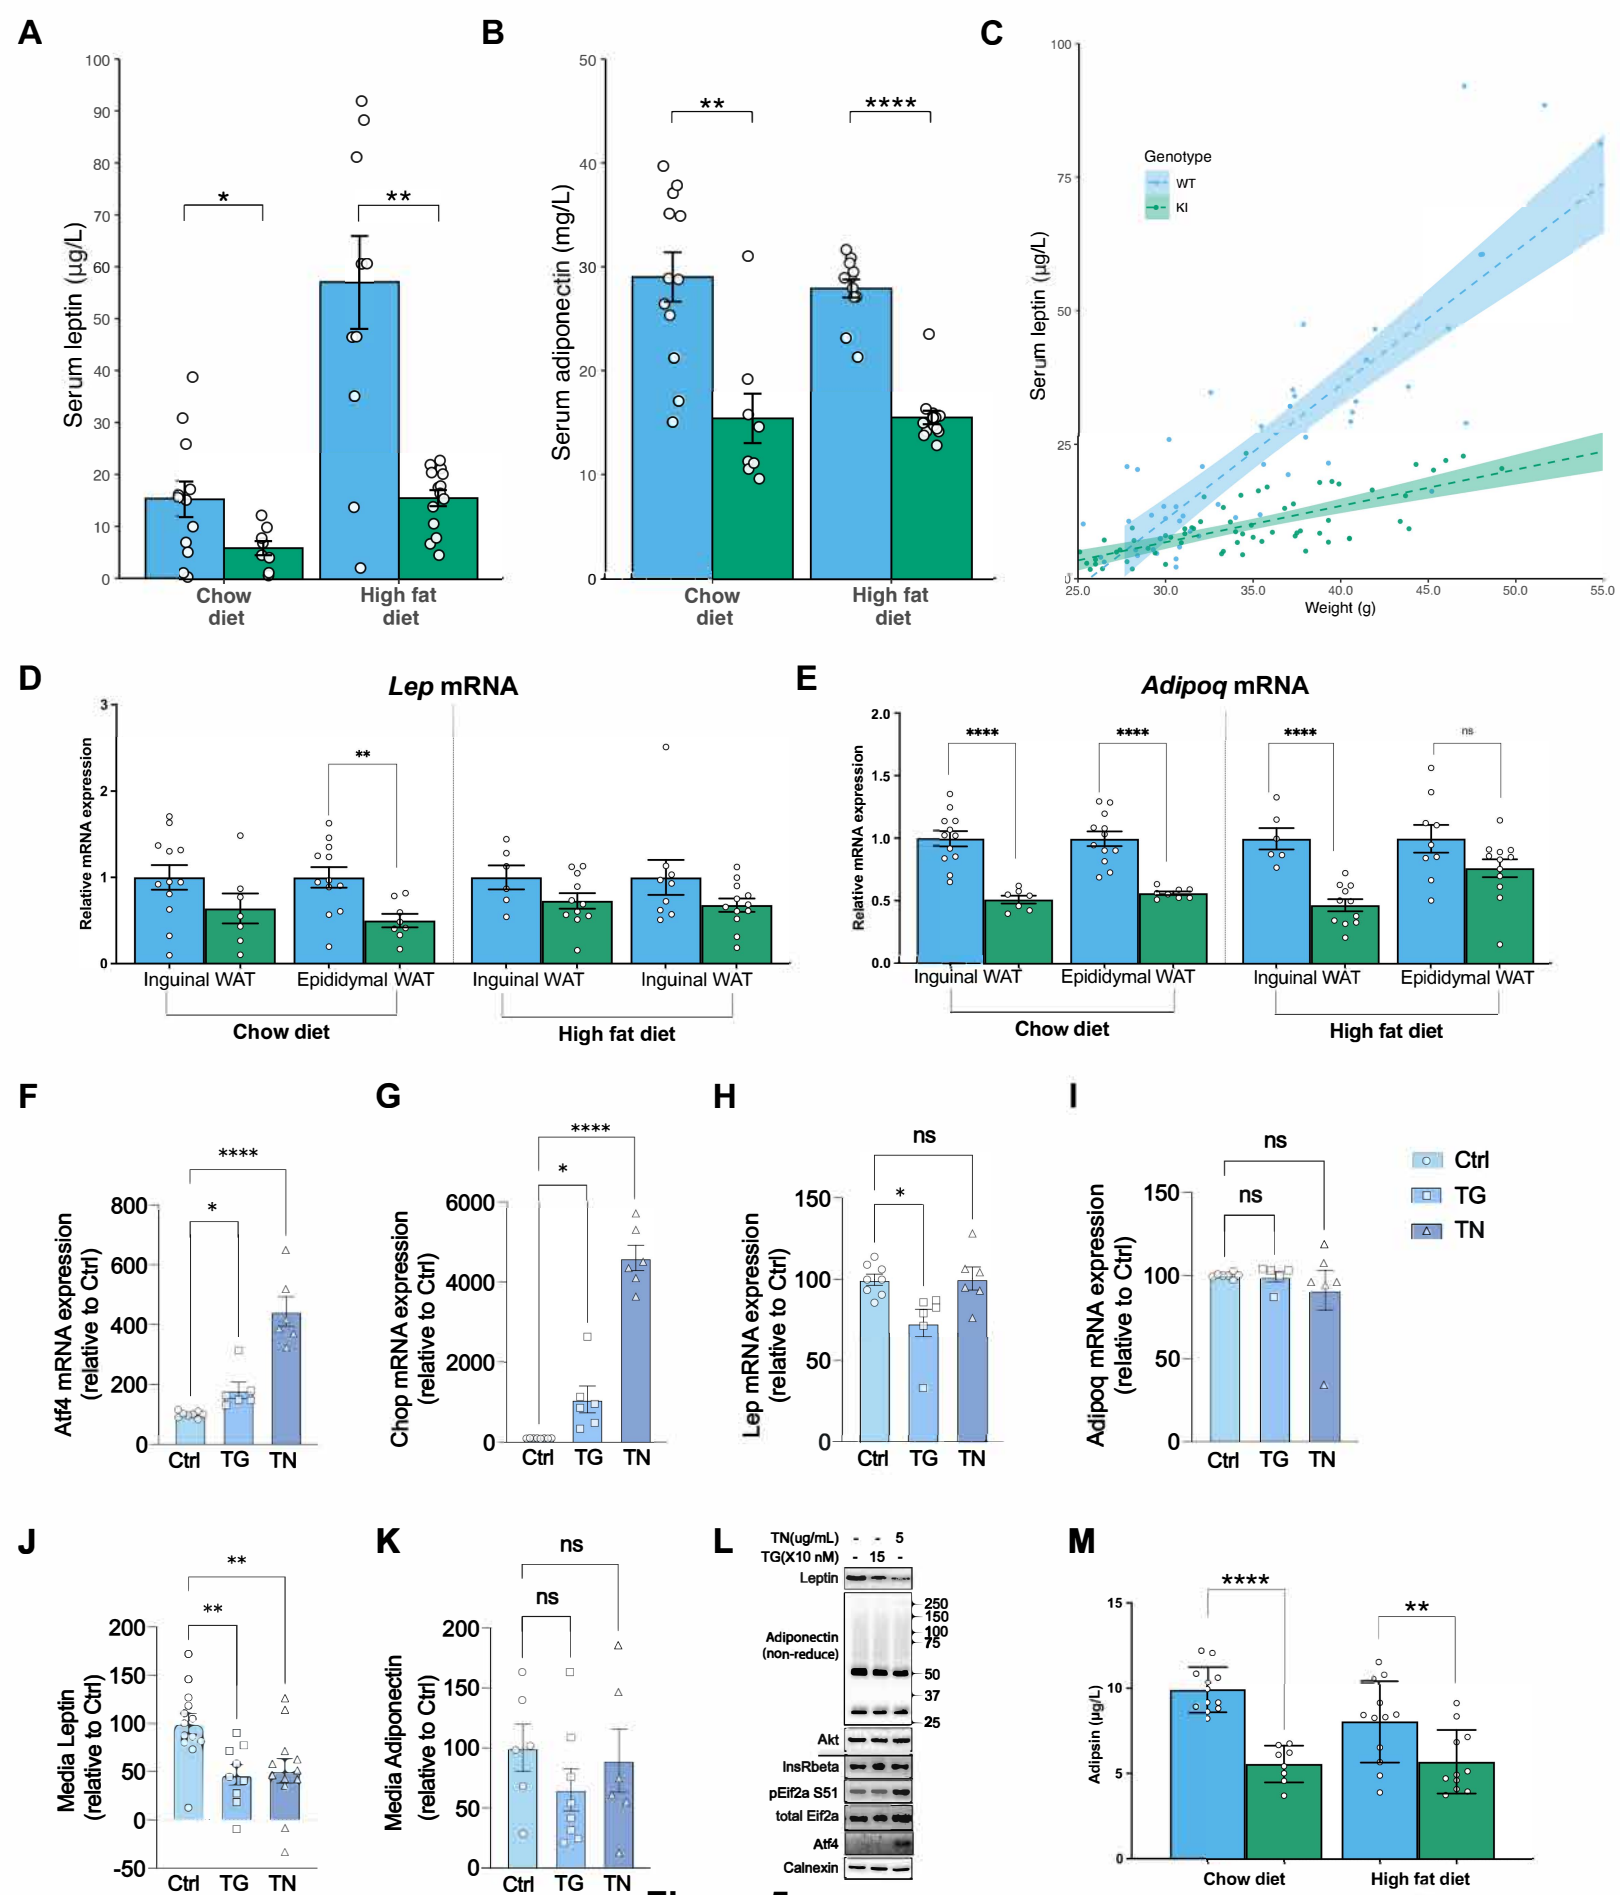 A
B
C
100
90
80
70
60
50
40
30
20
10
0
Serum leptin (µg/L)
*
**
Chow diet
High fat diet
50
40
30
20
10
0
Serum adiponectin (mg/L)
**
****
Chow diet
High fat diet
100
75
50
25
0
Serum leptin (µg/L)
Genotype
WT
KI
25.0 30.0 35.0 40.0 45.0 50.0 55.0
Weight (g)
D
Lep mRNA
3
2
1
0
Relative mRNA expression
**
Inguinal WAT Epididymal WAT Inguinal WAT Inguinal WAT
Chow diet
High fat diet
E
Adipoq mRNA
2.0
1.5
1.0
0.5
0.0
Relative mRNA expression
**** **** **** ns
Inguinal WAT Epididymal WAT Inguinal WAT Epididymal WAT
Chow diet
High fat diet
F
800
600
400
200
0
Atf4 mRNA expression
(relative to Ctrl)
****
*
Ctrl TG TN
G
6000
4000
2000
0
Chop mRNA expression
(relative to Ctrl)
****
*
Ctrl TG TN
H
150
100
50
0
Lep mRNA expression
(relative to Ctrl)
ns
*
Ctrl TG TN
I
150
100
50
0
Adipoq mRNA expression
(relative to Ctrl)
ns
ns
Ctrl TG TN
Ctrl
TG
TN
J
200
150
100
50
0
-50
Media Leptin
(relative to Ctrl)
**
**
Ctrl TG TN
K
200
150
100
50
0
Media Adiponectin
(relative to Ctrl)
ns
ns
Ctrl TG TN
L
TN(ug/mL) - - 5
TG(X10 nM) - 15 -
Leptin
Adiponectin
(non-reduce)
250
150
100
75
50
37
25
Akt
InsRbeta
pEif2a S51
total Eif2a
Atf4
Calnexin
M
15
10
5
0
Adipsin (µg/L)
****
**
Chow diet
High fat diet